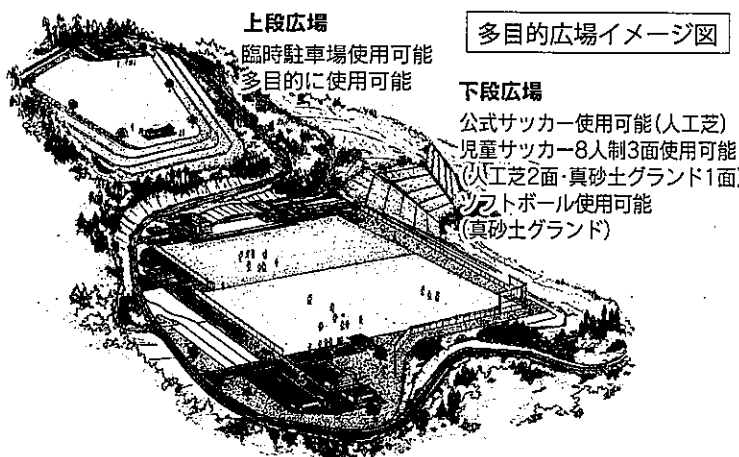 上段広場
臨時駐車場使用可能
多目的に使用可能
多目的広場イメージ図
下段広場
公式サッカー使用可能(人工芝)
児童サッカー8人制3面使用可能
(人工芝2面・真砂土グランド1面)
ソフトボール使用可能
(真砂土グランド)